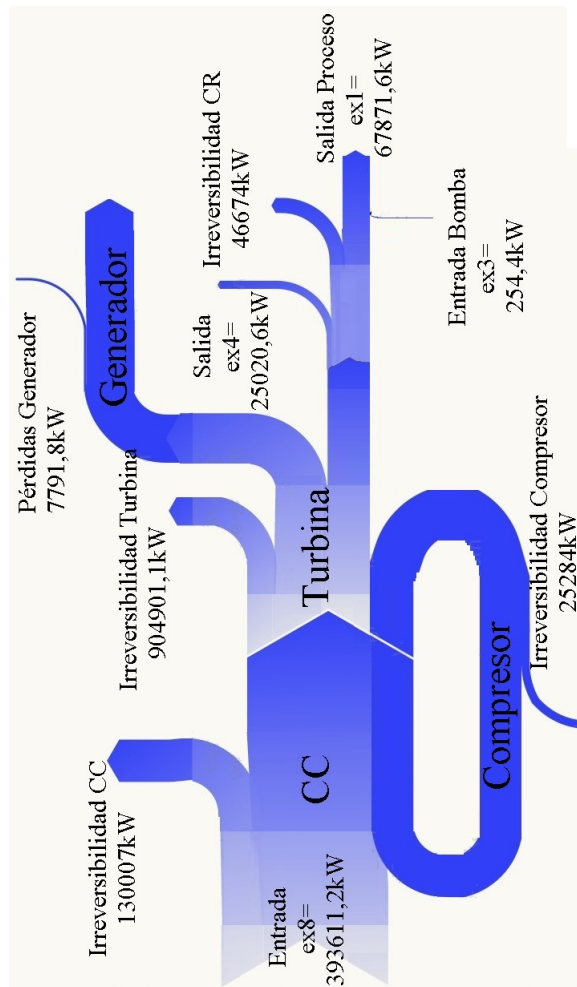 Pérdidas Generador
7791,8kW
Irreversibilidad CC
130007kW
Generador
Irreversibilidad Turbina
904901,1kW
Salida
ex4=
25020,6kW
Irreversibilidad CR
46674kW
Entrada
ex8=
393611,2kW
CC
Turbina
Salida Proceso
ex1=
67871,6kW
Entrada Bomba
ex3=
254,4kW
Compresor
Irreversibilidad Compresor
25284kW